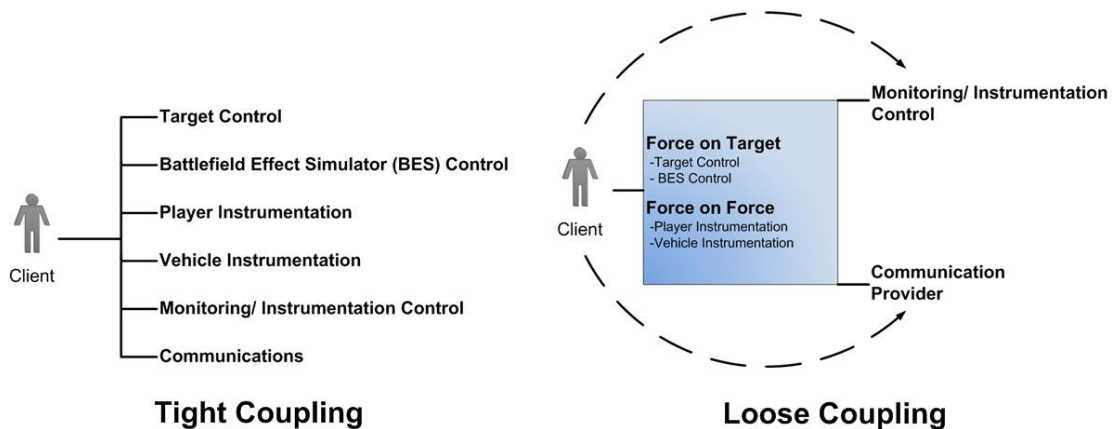 Target Control
Battlefield Effect Simulator (BES) Control
Player Instrumentation
Client
Vehicle Instrumentation
Monitoring/ Instrumentation Control
Communications
Tight Coupling
Monitoring/ Instrumentation
Control
Force on Target
-Target Control
- BES Control
Force on Force
-Player Instrumentation
-Vehicle Instrumentation
Client
Communication
Provider
Loose Coupling